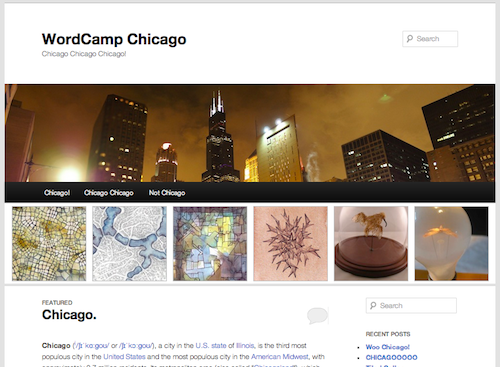 WordCamp Chicago
Chicago Chicago Chicago!
Search
Chicago!
Chicago Chicago
Not Chicago
FEATURED
Chicago.
Chicago (/ʃɪˈkɑːɡoʊ/ or /ʃɪˈkɔːɡoʊ/), a city in the U.S. state of Illinois, is the third most
populous city in the United States and the most populous city in the American Midwest, with
Search
RECENT POSTS
Woo Chicago!
CHICAGOOOOO